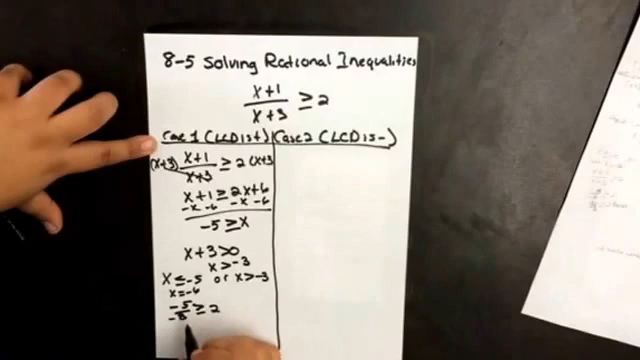 8-5 Solving Rational Inequalities
x+1/x+3 ≥ 2
Case 1 (LCD is +) Case 2 (LCD is -)
(x+3) x+1/x+3 ≥ 2 (x+3
x+1 ≥ 2x+6
-x -6 -x -6
-5 ≥ x
x+3>0
x > -3
x ≤ -5 or x > -3
x = -6
-5/-3 ≥ 2